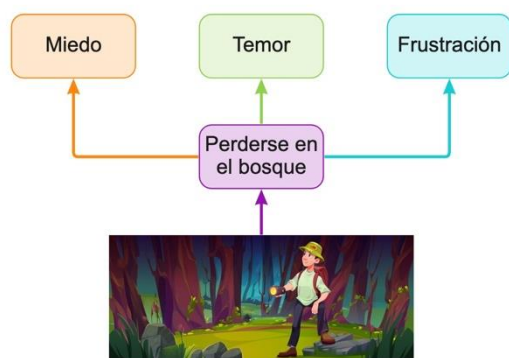 Miedo
Temor
Frustración
Perderse en
el bosque